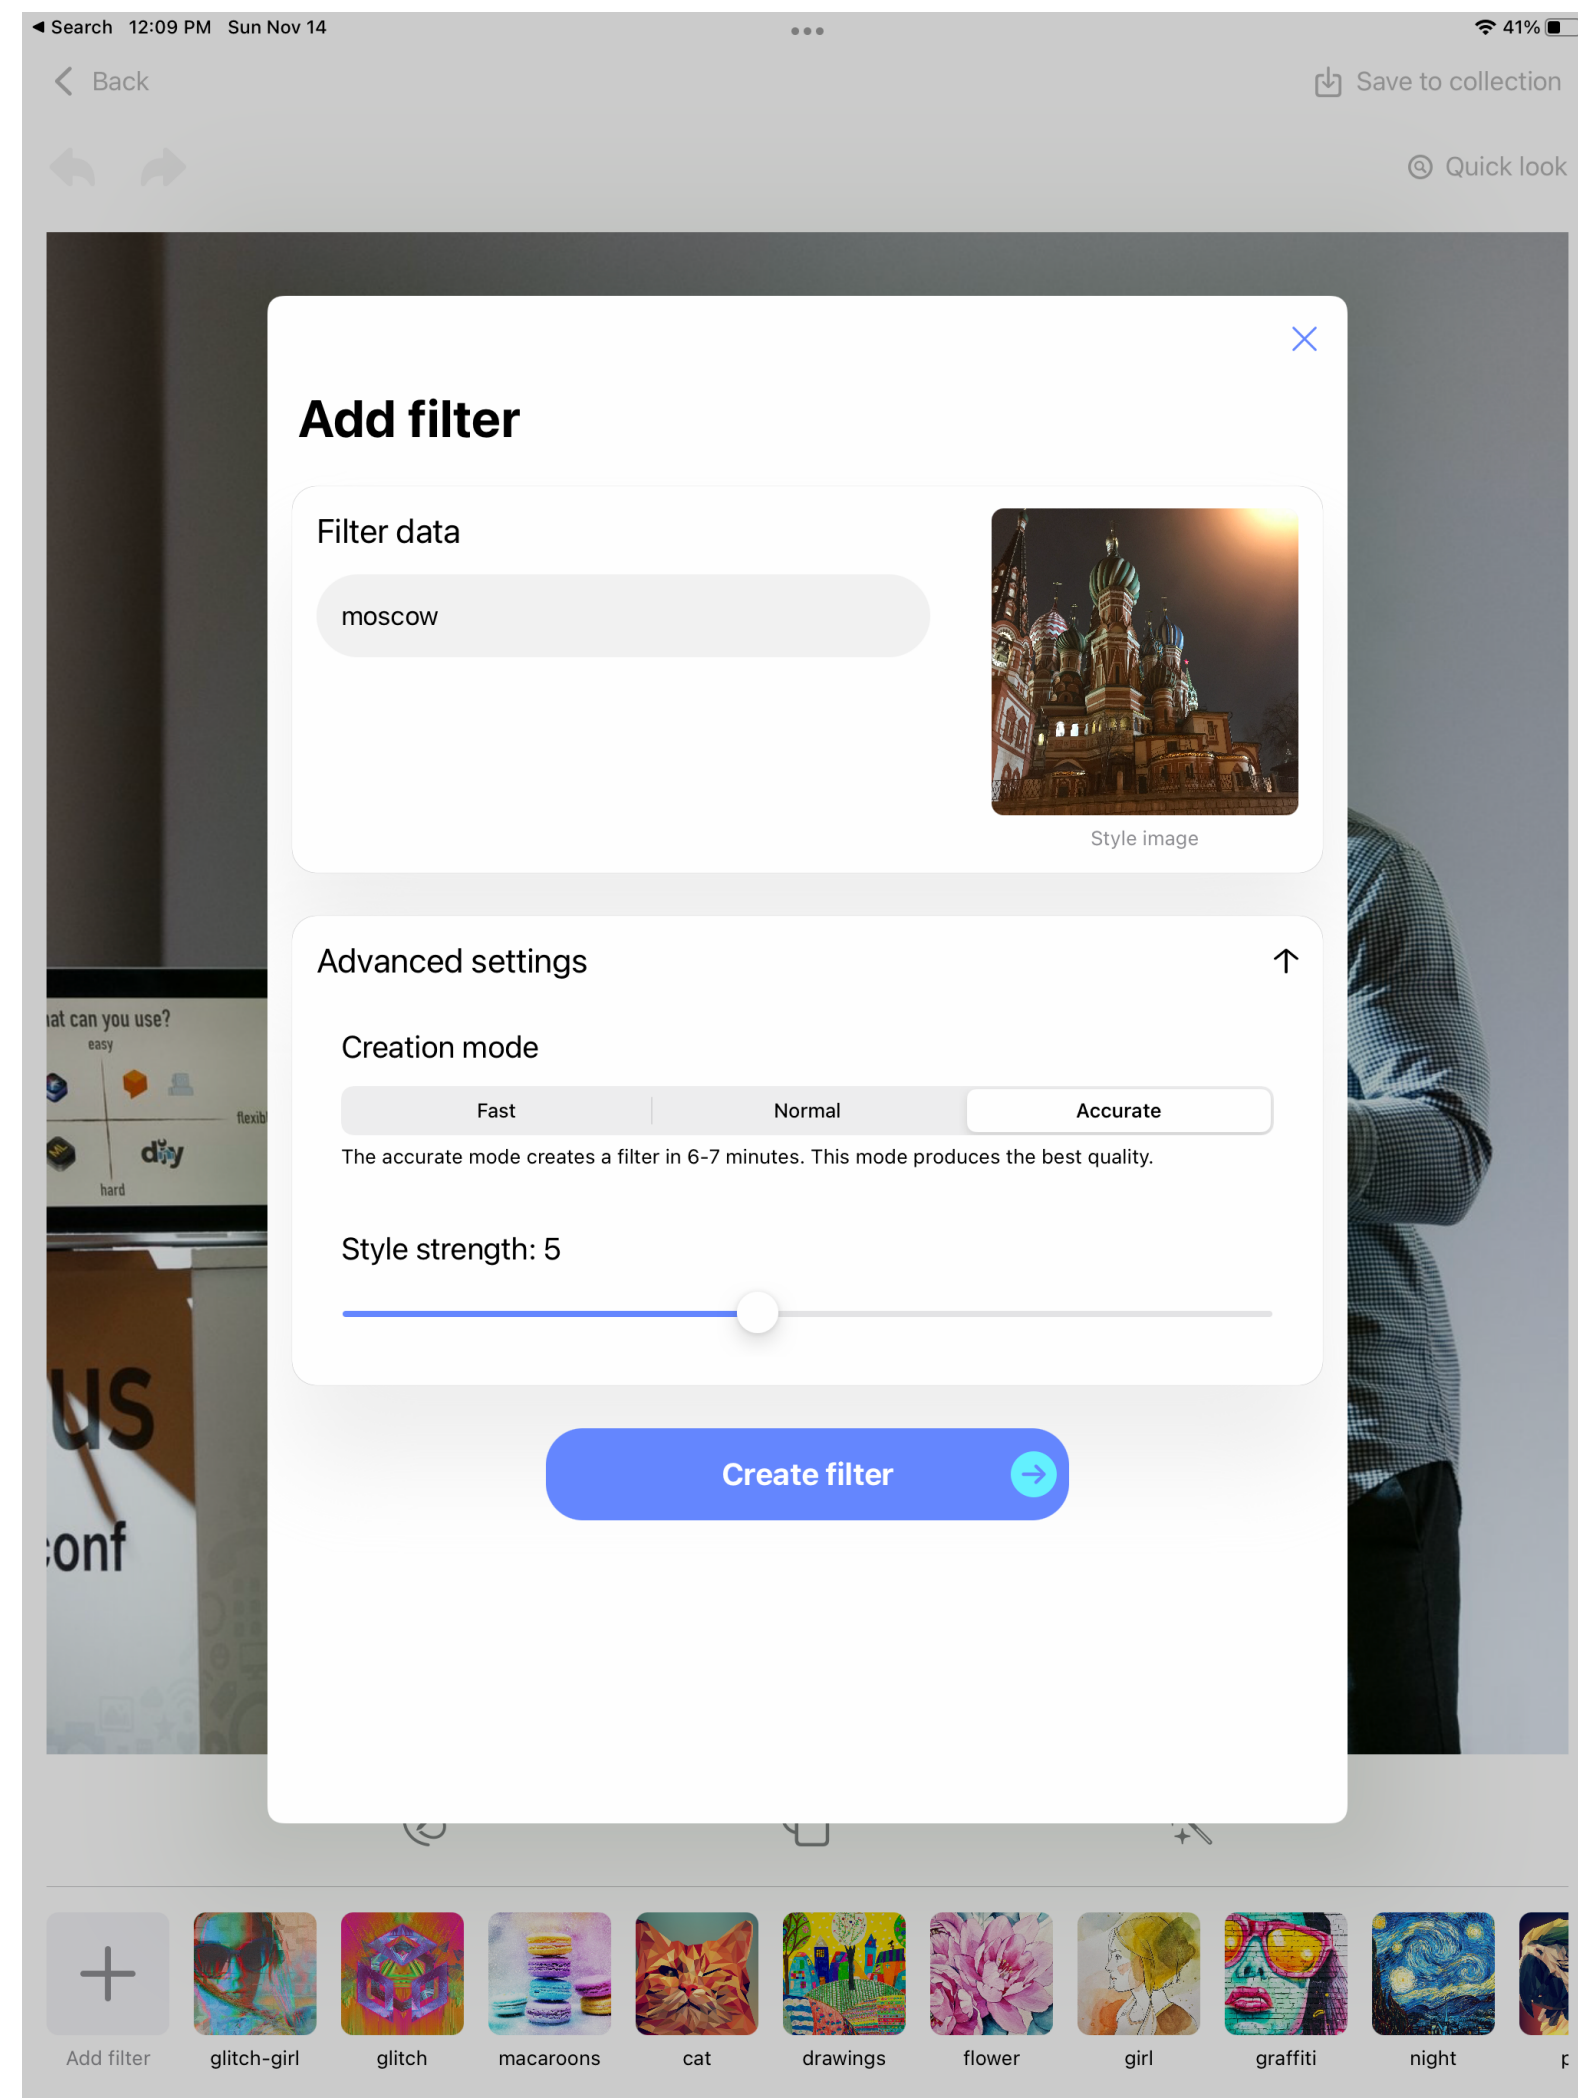 Search 12:09 PM Sun Nov 14
41%
Back
Save to collection
Quick look
Add filter
Filter data
moscow
Style image
Advanced settings
Creation mode
Fast Normal Accurate
The accurate mode creates a filter in 6-7 minutes. This mode produces the best quality.
Style strength: 5
Create filter
at can you use?
easy
flexib
ML
diy
hard
us
conf
Add filter glitch-girl glitch macaroons cat drawings flower girl graffiti night